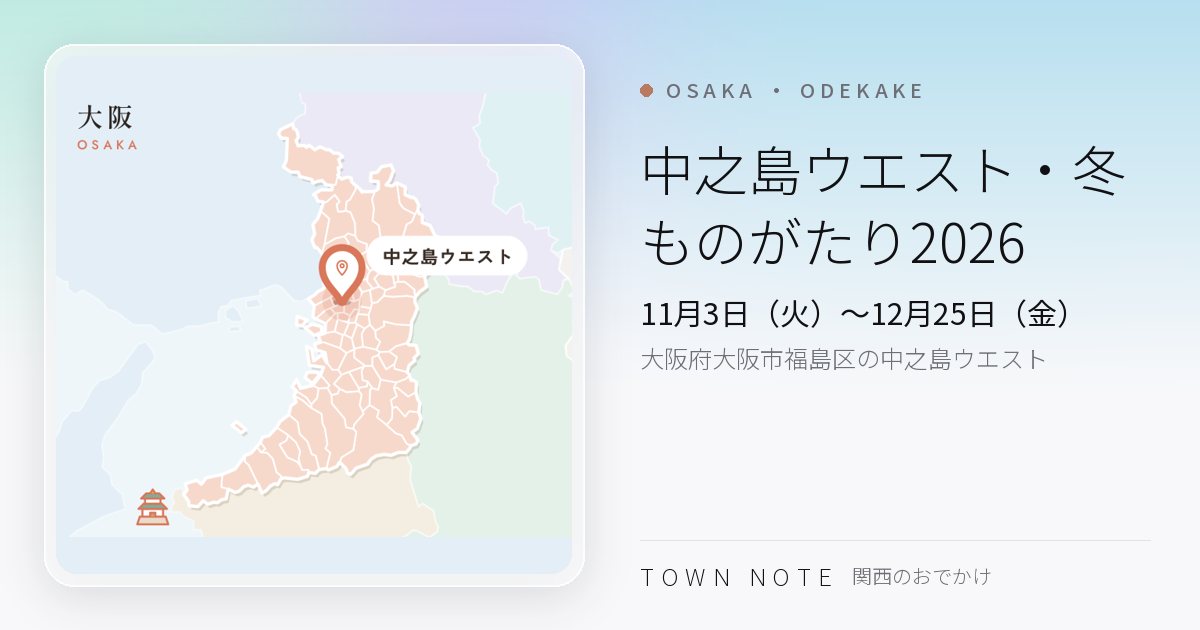 大阪
OSAKA
中之島ウエスト
OSAKA ・ ODEKAKE
中之島ウエスト・冬
ものがたり2026
11月3日（火）〜12月25日（金）
大阪府大阪市福島区の中之島ウエスト
TOWN NOTE 関西のおでかけ